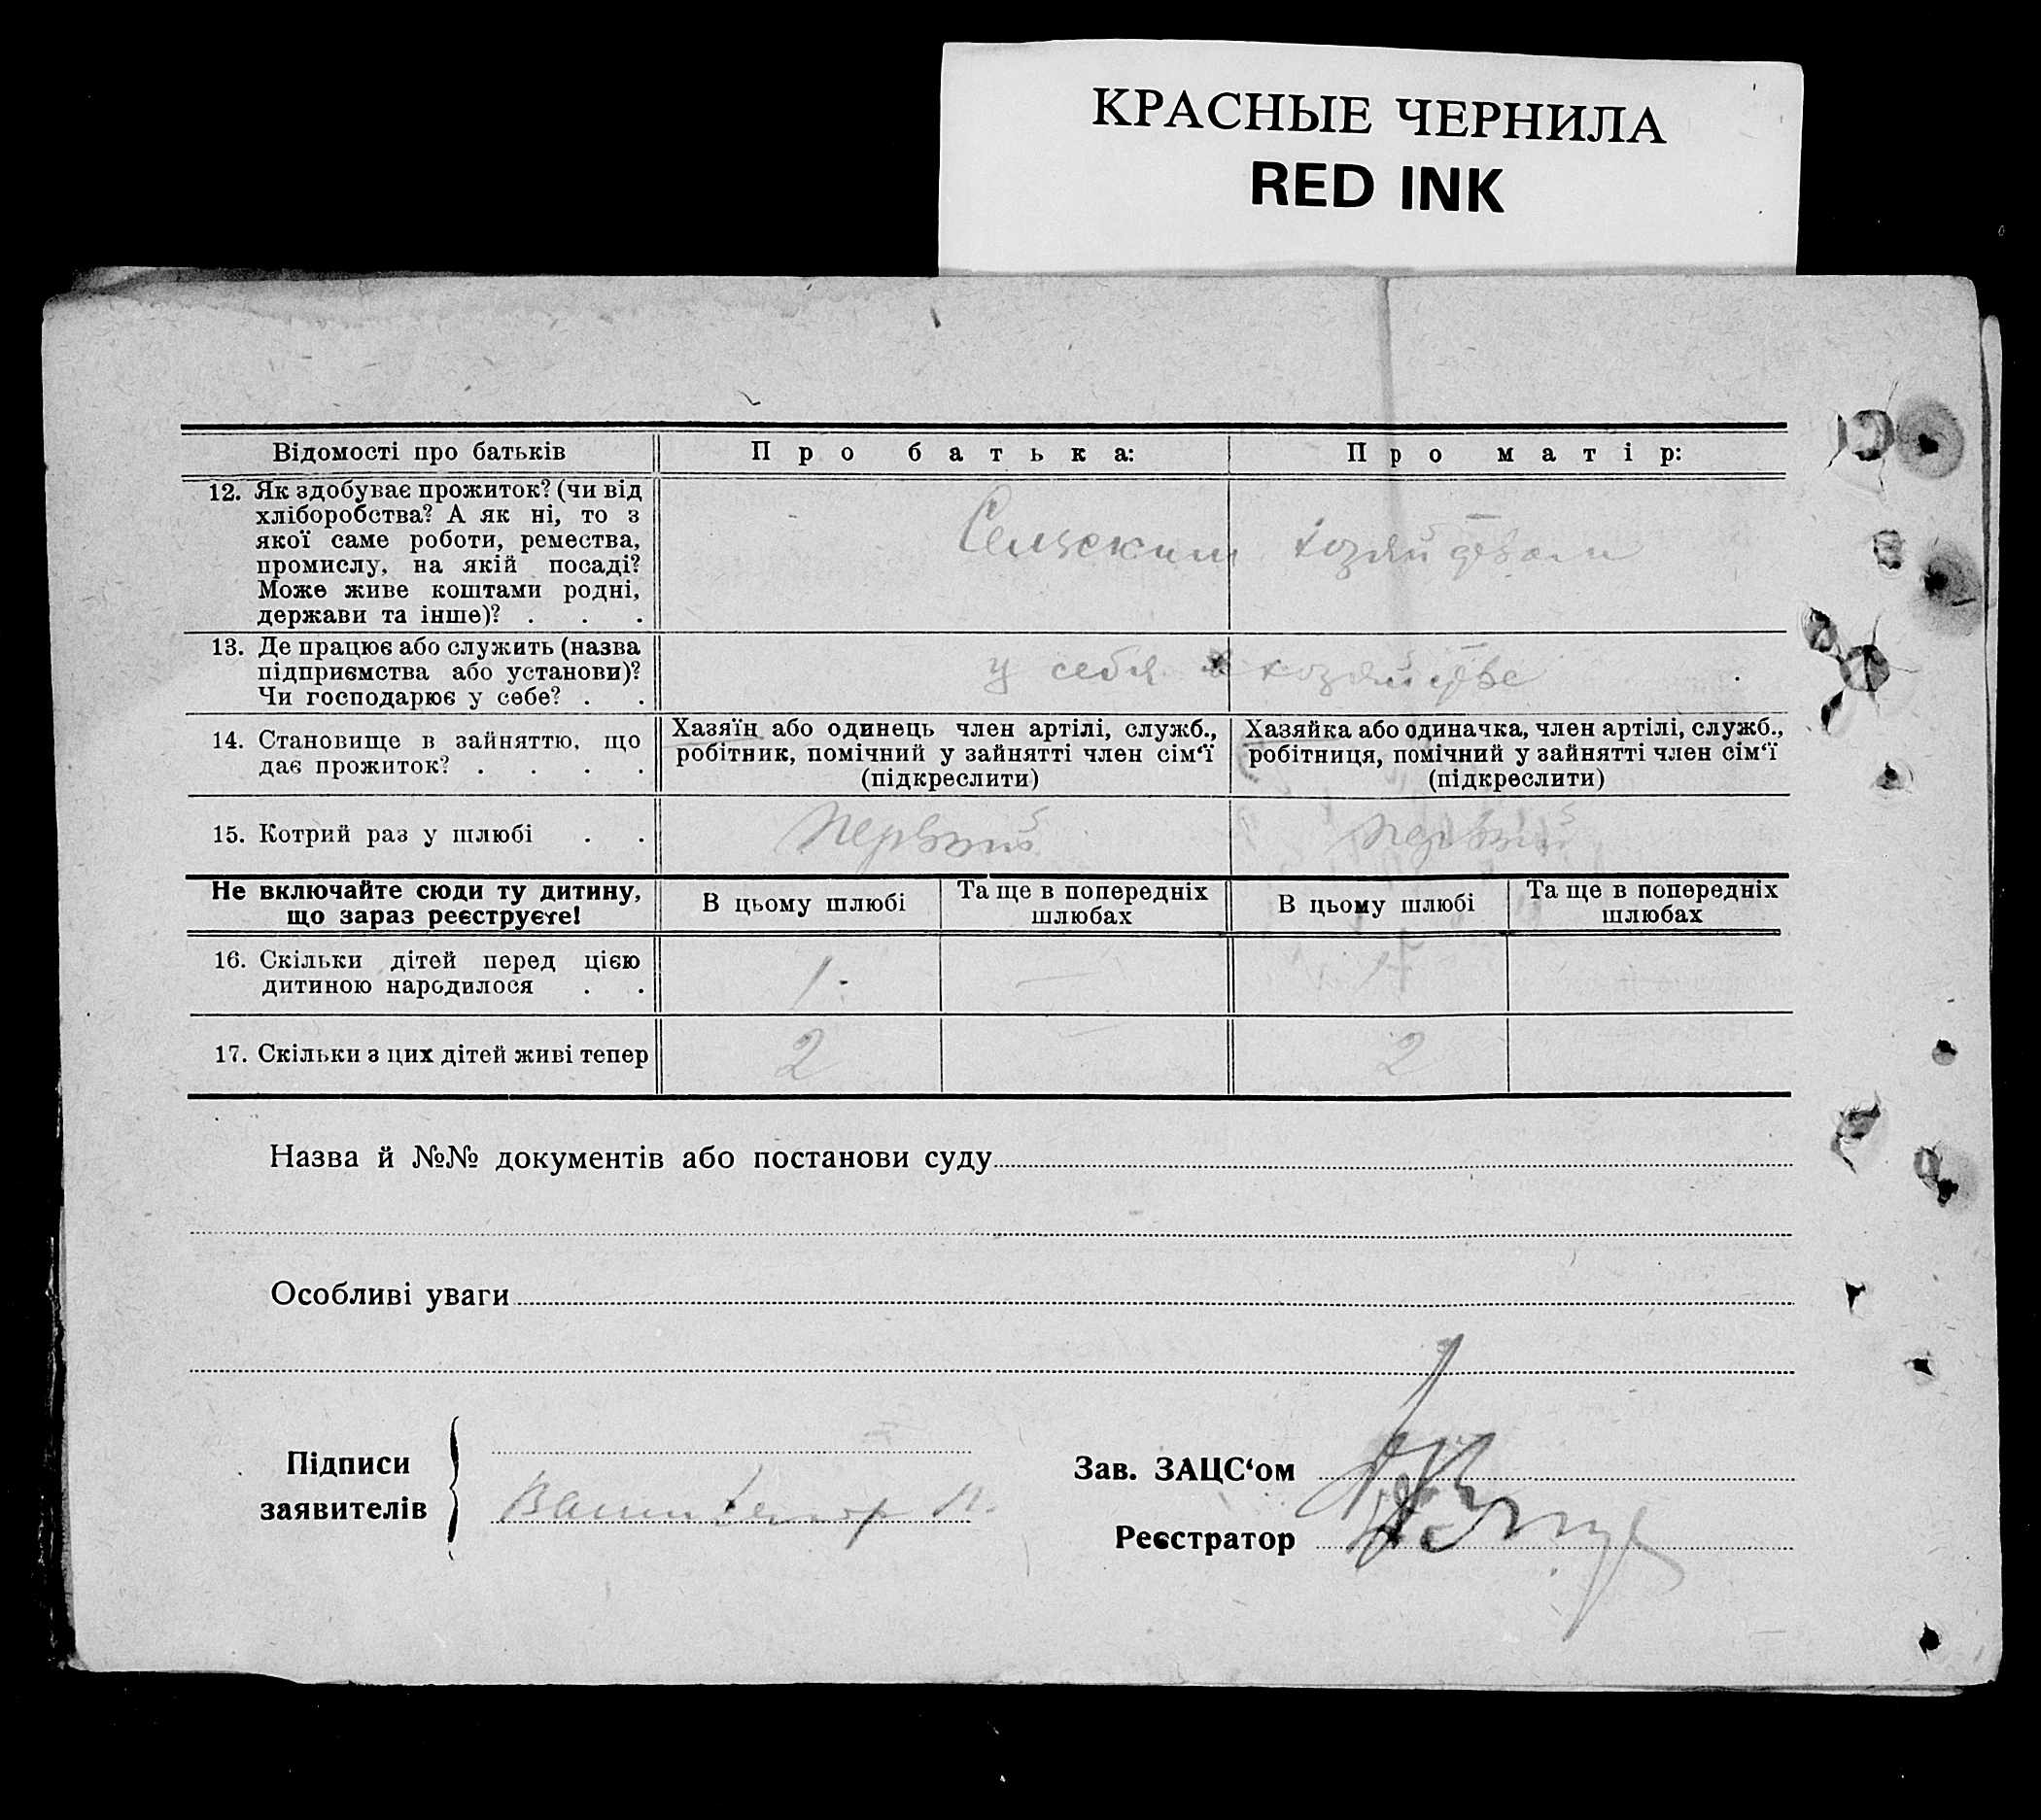 КРАСНЫЕ ЧЕРНИЛА
RED INK
Відомості про батьків
Про батька:
Про матір:
12. Як здобуває прожиток? (чи від
хліборобства? А як ні, то з
якої саме роботи, ремества,
промислу, на якій посаді?
Може живе коштами родні,
держави та інше)? . . .
Сельским хозяйством
13. Де працює або служить (назва
підприємства або установи)?
Чи господарює у себе? . .
у себя в хозяйстве
14. Становище в зайняттю, що
дає прожиток? . . . .
Хазяїн або одинець член артілі, служб.,
робітник, помічний у зайнятті член сім‘ї
(підкреслити)
Хазяйка або одиначка, член артілі, служб.,
робітниця, помічний у зайнятті член сім‘ї
(підкреслити)
15. Котрий раз у шлюбі . .
первый
первый
Не включайте сюди ту дитину,
що зараз реєструєте!
В цьому шлюбі
Та ще в попередніх
шлюбах
В цьому шлюбі
Та ще в попередніх
шлюбах
16. Скільки дітей перед цією
дитиною народилося . .
1.
—
1
17. Скільки з цих дітей живі тепер
2
—
2
Назва й №№ документів або постанови суду
Особливі уваги
Підписи
заявителів
Зав. ЗАЦС‘ом
Реєстратор